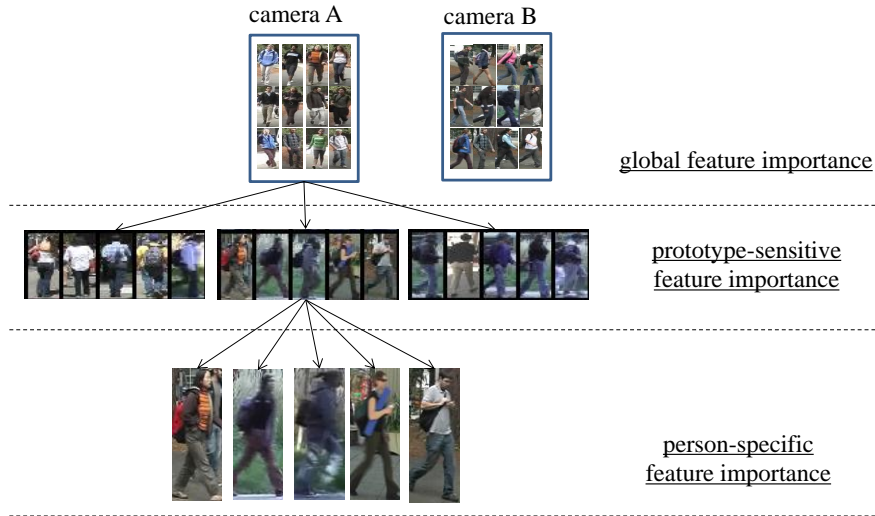 camera A
camera B
global feature importance
prototype-sensitive
feature importance
person-specific
feature importance